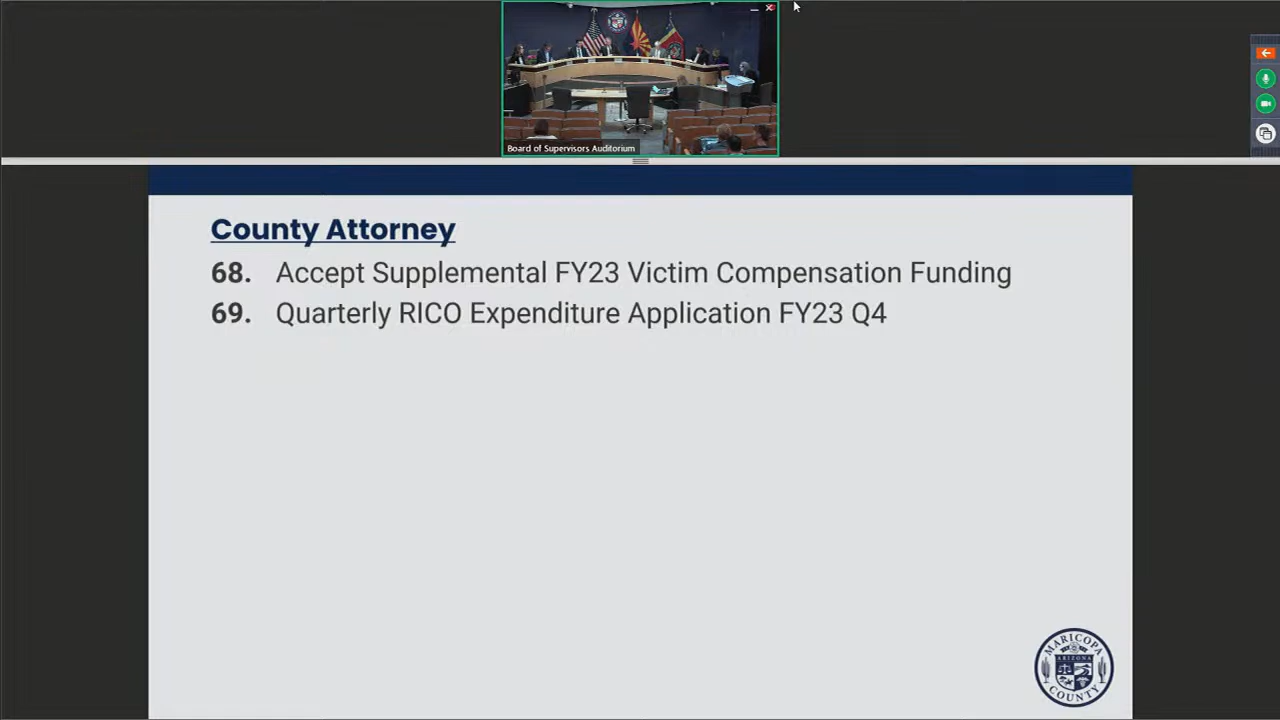 Board of Supervisors Auditorium
County Attorney
68. Accept Supplemental FY23 Victim Compensation Funding
69. Quarterly RICO Expenditure Application FY23 Q4
MARICOPA
ARIZONA
COUNTY